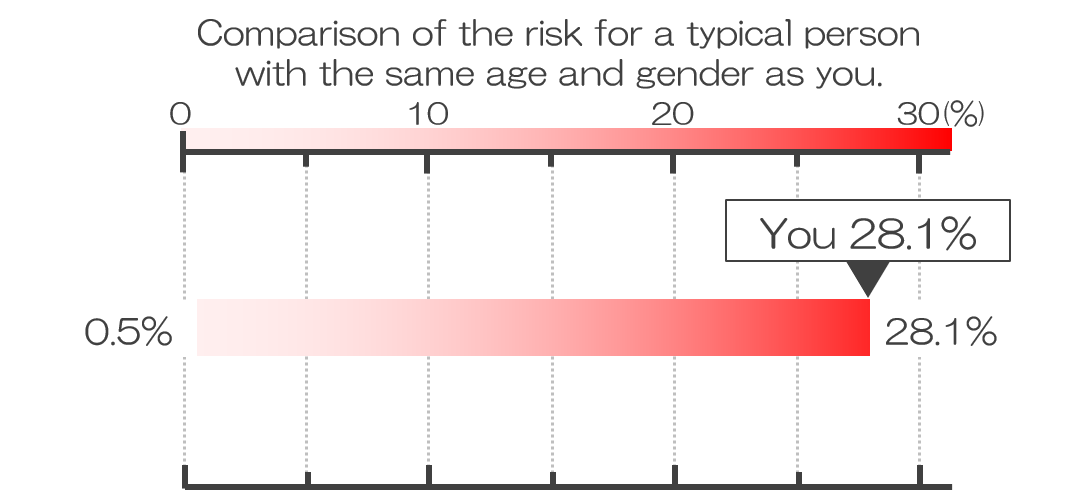 Comparison of the risk for a typical person
with the same age and gender as you.
0 10 20 30(%)
You 28.1%
0.5% 28.1%